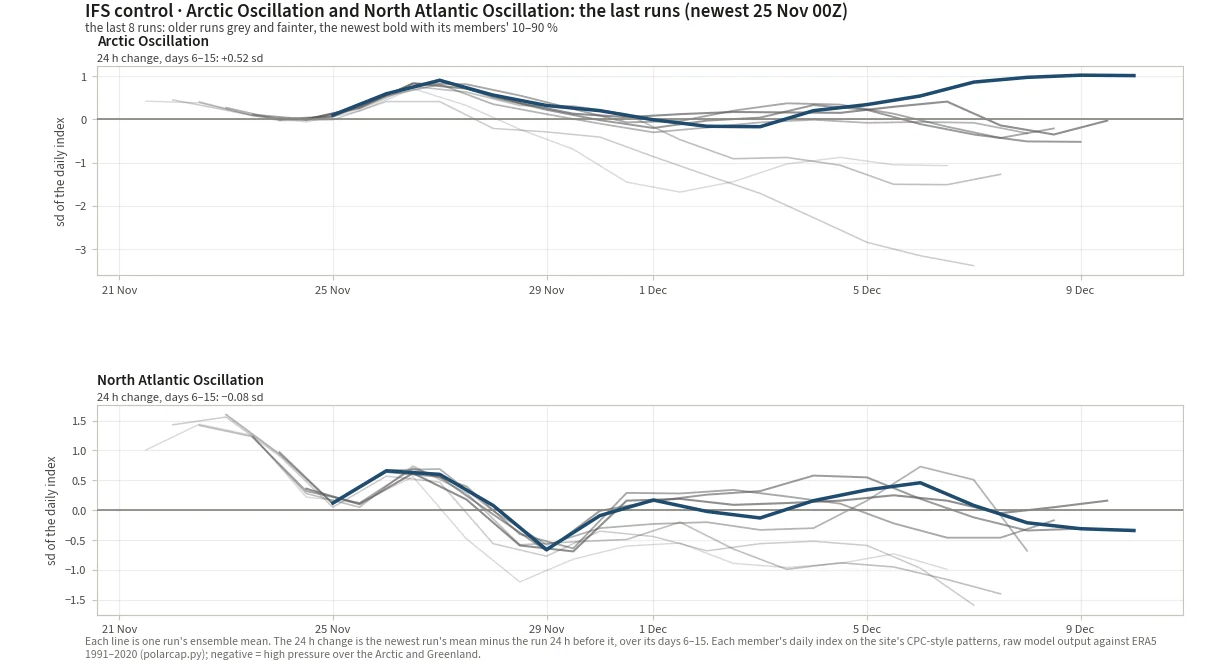 IFS control · Arctic Oscillation and North Atlantic Oscillation: the last runs (newest 25 Nov 00Z)
the last 8 runs: older runs grey and fainter, the newest bold with its members' 10–90 %
Arctic Oscillation
24 h change, days 6–15: +0.52 sd
sd of the daily index
1
0
−1
−2
−3
21 Nov
25 Nov
29 Nov
1 Dec
5 Dec
9 Dec
North Atlantic Oscillation
24 h change, days 6–15: −0.08 sd
sd of the daily index
1.5
1.0
0.5
0.0
−0.5
−1.0
−1.5
21 Nov
25 Nov
29 Nov
1 Dec
5 Dec
9 Dec
Each line is one run's ensemble mean. The 24 h change is the newest run's mean minus the run 24 h before it, over its days 6–15. Each member's daily index on the site's CPC-style patterns, raw model output against ERA5
1991–2020 (polarcap.py); negative = high pressure over the Arctic and Greenland.